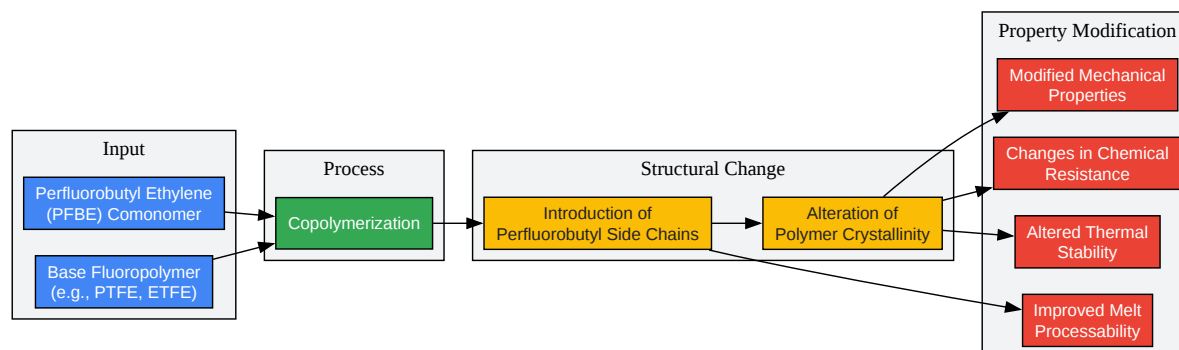 Input
Perfluorobutyl Ethylene
(PFBE) Comonomer
Base Fluoropolymer
(e.g., PTFE, ETFE)
Process
Copolymerization
Structural Change
Introduction of
Perfluorobutyl Side Chains
Alteration of
Polymer Crystallinity
Property Modification
Modified Mechanical
Properties
Changes in Chemical
Resistance
Altered Thermal
Stability
Improved Melt
Processability